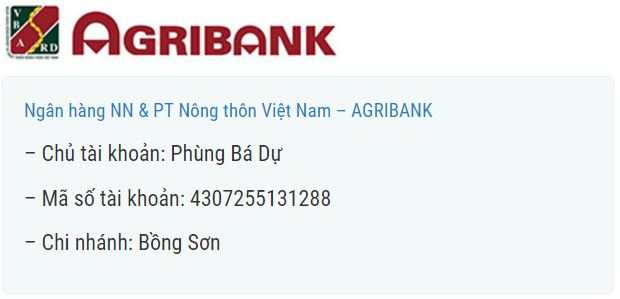 VBARD
AGRIBANK
Ngân hàng NN & PT Nông thôn Việt Nam – AGRIBANK
– Chủ tài khoản: Phùng Bá Dự
– Mã số tài khoản: 4307255131288
– Chi nhánh: Bồng Sơn